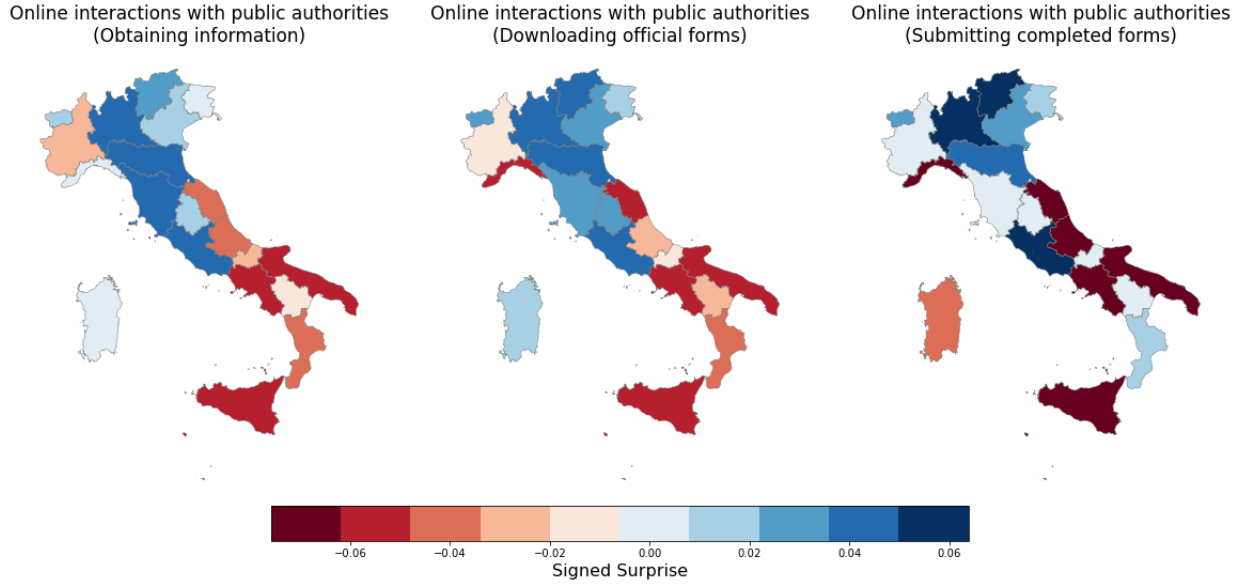 Online interactions with public authorities
(Obtaining information)
Online interactions with public authorities
(Downloading official forms)
Online interactions with public authorities
(Submitting completed forms)
−0.06 −0.04 −0.02 0.00 0.02 0.04 0.06
Signed Surprise